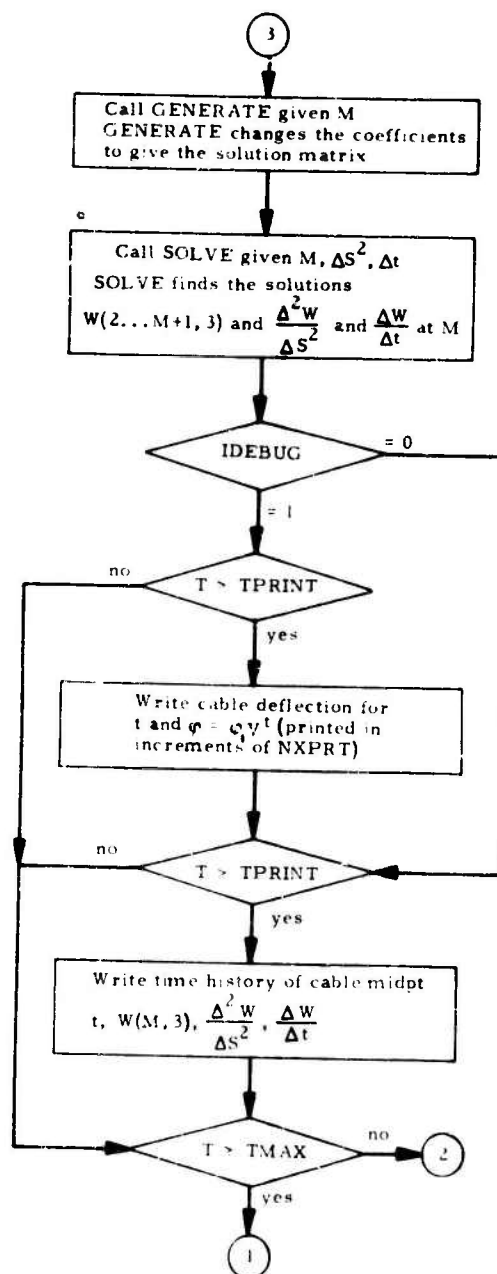 3
Call GENERATE given M
GENERATE changes the coefficients
to give the solution matrix
Call SOLVE given M, ΔS², Δt
SOLVE finds the solutions
W(2...M+1, 3) and Δ²W/ΔS² and ΔW/Δt at M
IDEBUG
= 0
= 1
no
T > TPRINT
yes
Write cable deflection for
t and φ = t (printed in
increments of NXPRT)
no
T > TPRINT
yes
Write time history of cable midpt
t, W(M, 3), Δ²W/ΔS², ΔW/Δt
T > TMAX
no
2
yes
1